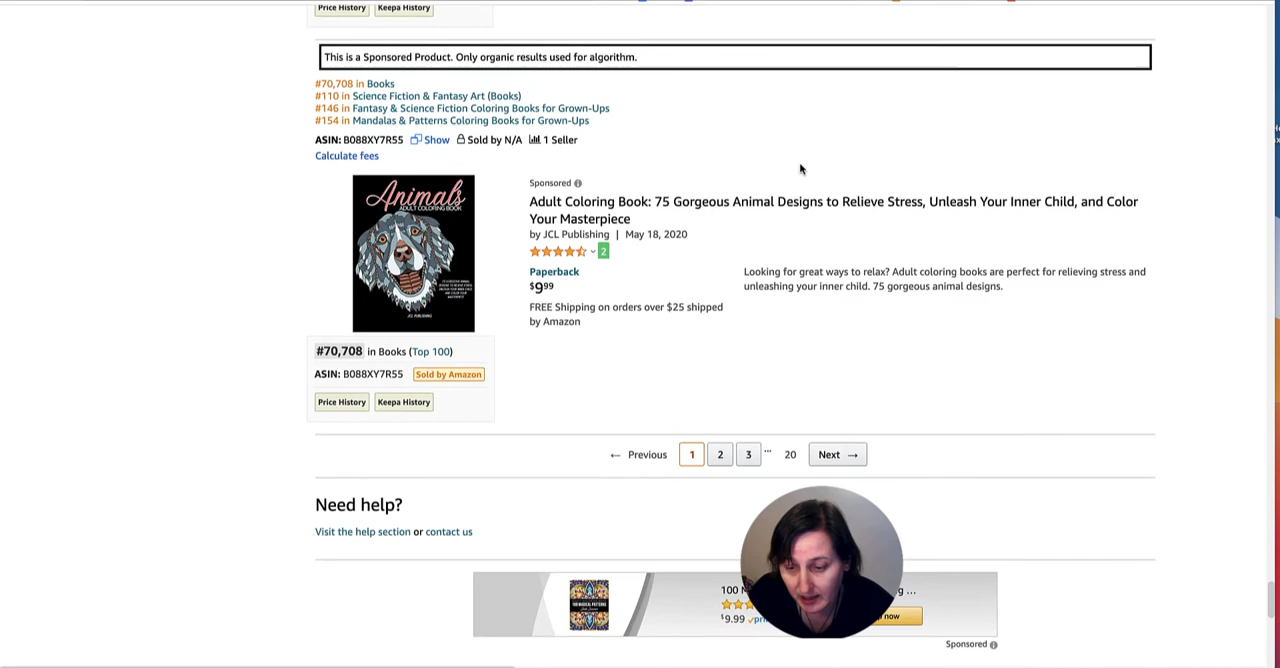 Price History Keepa History
This is a Sponsored Product. Only organic results used for algorithm.
#70,708 in Books
#110 in Science Fiction & Fantasy Art (Books)
#146 in Fantasy & Science Fiction Coloring Books for Grown-Ups
#154 in Mandalas & Patterns Coloring Books for Grown-Ups
ASIN: B088XY7R55 Show Sold by N/A 1 Seller
Calculate fees
Animals
ADULT COLORING BOOK
JCL PUBLISHING
Sponsored
Adult Coloring Book: 75 Gorgeous Animal Designs to Relieve Stress, Unleash Your Inner Child, and Color
Your Masterpiece
by JCL Publishing | May 18, 2020
2
Paperback
$9.99
FREE Shipping on orders over $25 shipped
by Amazon
Looking for great ways to relax? Adult coloring books are perfect for relieving stress and
unleashing your inner child. 75 gorgeous animal designs.
#70,708 in Books (Top 100)
ASIN: B088XY7R55 Sold by Amazon
Price History Keepa History
← Previous 1 2 3 ... 20 Next →
Need help?
Visit the help section or contact us
100 MAGICAL PATTERNS
100
$9.99
now
Sponsored